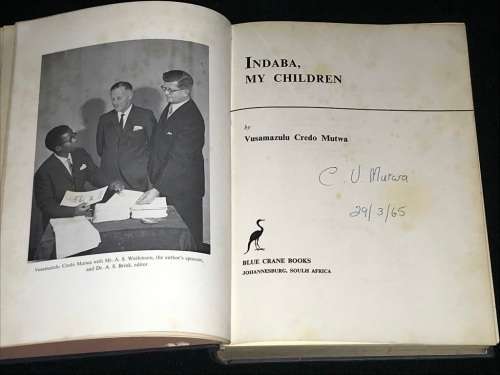 Vusamazulu Credo Mutwa with Mr. A. S. Watkinson, the author's sponsor,
and Dr. A. S. Brink, editor
INDABA,
MY CHILDREN
by
Vusamazulu Credo Mutwa
C V Mutwa
29/3/65
BLUE CRANE BOOKS
JOHANNESBURG, SOUTH AFRICA